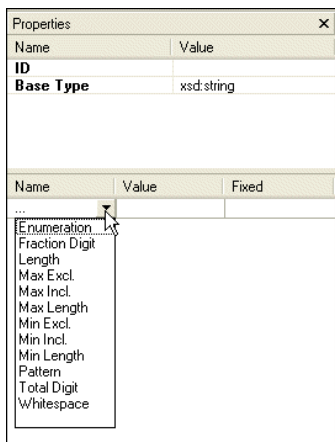 Properties
Name Value
ID
Base Type xsd:string
Name Value Fixed
...
Enumeration
Fraction Digit
Length
Max Excl.
Max Incl.
Max Length
Min Excl.
Min Incl.
Min Length
Pattern
Total Digit
Whitespace